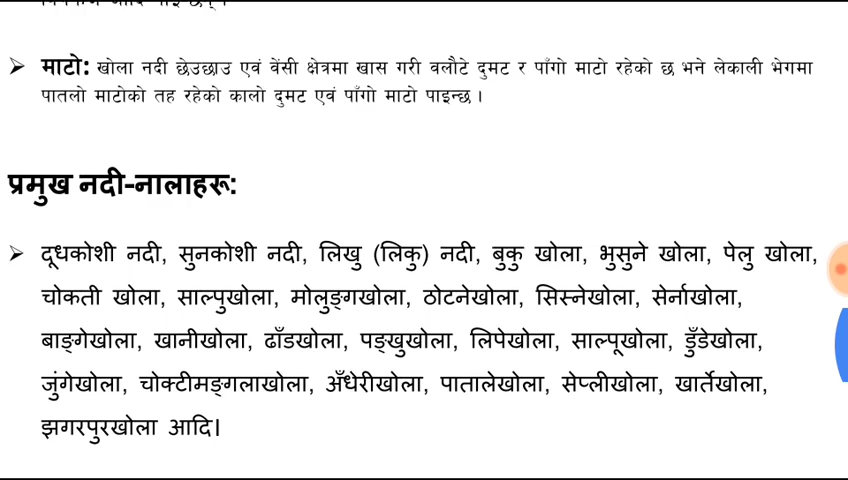 ➢ माटो: खोला नदी छेउछाउ एवं वेंसी क्षेत्रमा खास गरी वलौटे दुमट र पाँगो माटो रहेको छ भने लेकाली भेगमा
पातलो माटोको तह रहेको कालो दुमट एवं पाँगो माटो पाइन्छ ।
प्रमुख नदी-नालाहरू:
➢ दूधकोशी नदी, सुनकोशी नदी, लिखु (लिकु) नदी, बुकु खोला, भुसुने खोला, पेलु खोला,
चोकती खोला, साल्पुखोला, मोलुङ्गखोला, ठोटनेखोला, सिस्नेखोला, सेर्नाखोला,
बाङ्गेखोला, खानीखोला, ढाँडखोला, पङ्खुखोला, लिपेखोला, साल्पूखोला, डुँडेखोला,
जुंगेखोला, चोक्टीमङ्गलाखोला, अँधेरीखोला, पातालेखोला, सेप्लीखोला, खार्तेखोला,
झगरपुरखोला आदि।